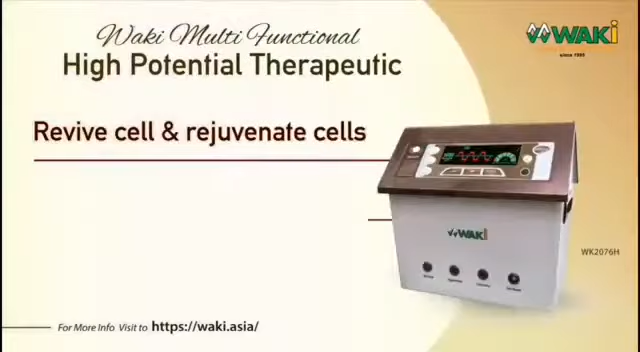 Waki Multi Functional
High Potential Therapeutic
WAKi
since 1995
Revive cell & rejuvenate cells
WAKi
WK2076H
For More Info Visit to https://waki.asia/